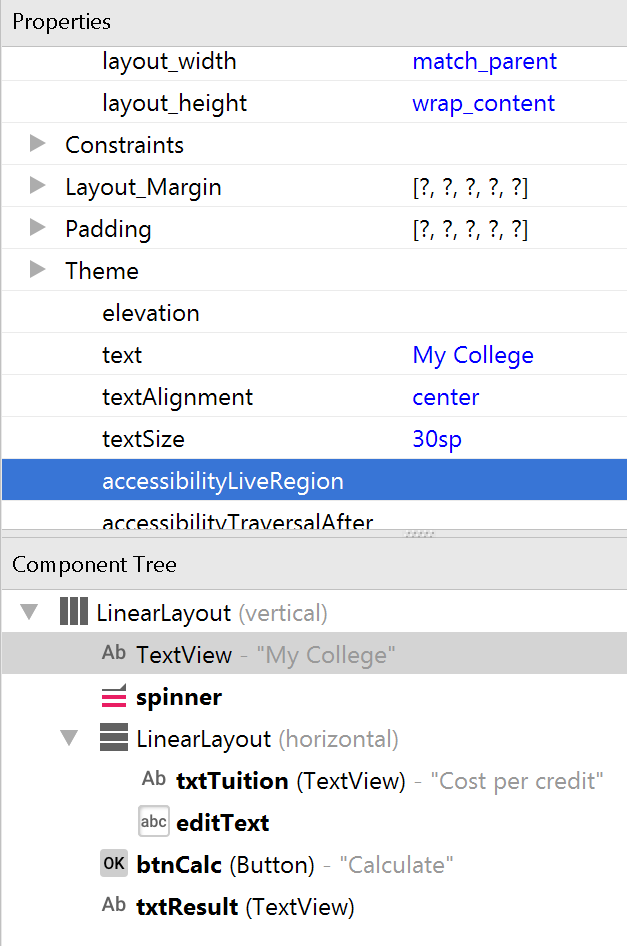 Properties
layout_width match_parent
layout_height wrap_content
Constraints
Layout_Margin [?, ?, ?, ?, ?]
Padding [?, ?, ?, ?, ?]
Theme
elevation
text My College
textAlignment center
textSize 30sp
accessibilityLiveRegion
accessibilityTraversalAfter
Component Tree
LinearLayout (vertical)
Ab TextView - "My College"
spinner
LinearLayout (horizontal)
Ab txtTuition (TextView) - "Cost per credit"
abc editText
OK btnCalc (Button) - "Calculate"
Ab txtResult (TextView)